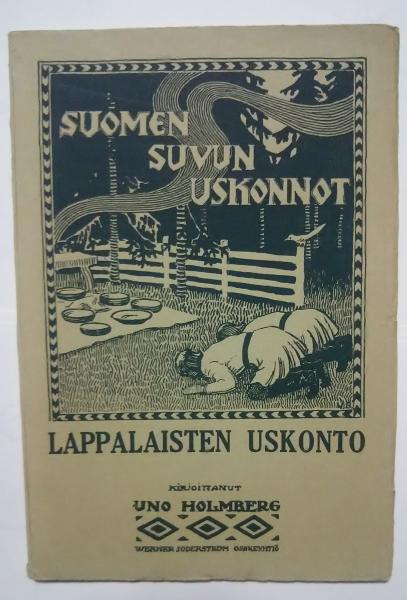 SUOMEN
SUVUN
USKONNOT
LAPPALAISTEN USKONTO
KIRJOITTANUT
UNO HOLMBERG
WERNER SÖDERSTRÖM OSAKEYHTIÖ